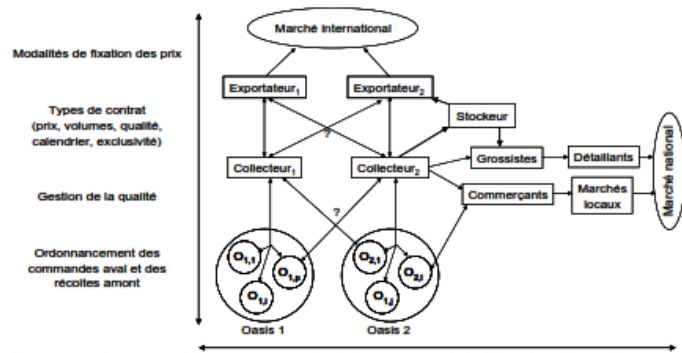 Marché International
Modalités de fixation des prix
Exportateur1
Exportateur2
Types de contrat
(prix, volumes, qualité,
calendrier, exclusivité)
Stockeur
?
Grossistes
Détaillants
Collecteur1
Collecteur2
Marché national
Gestion de la qualité
Commerçants
Marchés
locaux
?
Ordonnancement des
commandes aval et des
récoltes amont
O1,1
O1,p
O1,i
O2,1
O2,l
O1,j
Oasis 1
Oasis 2